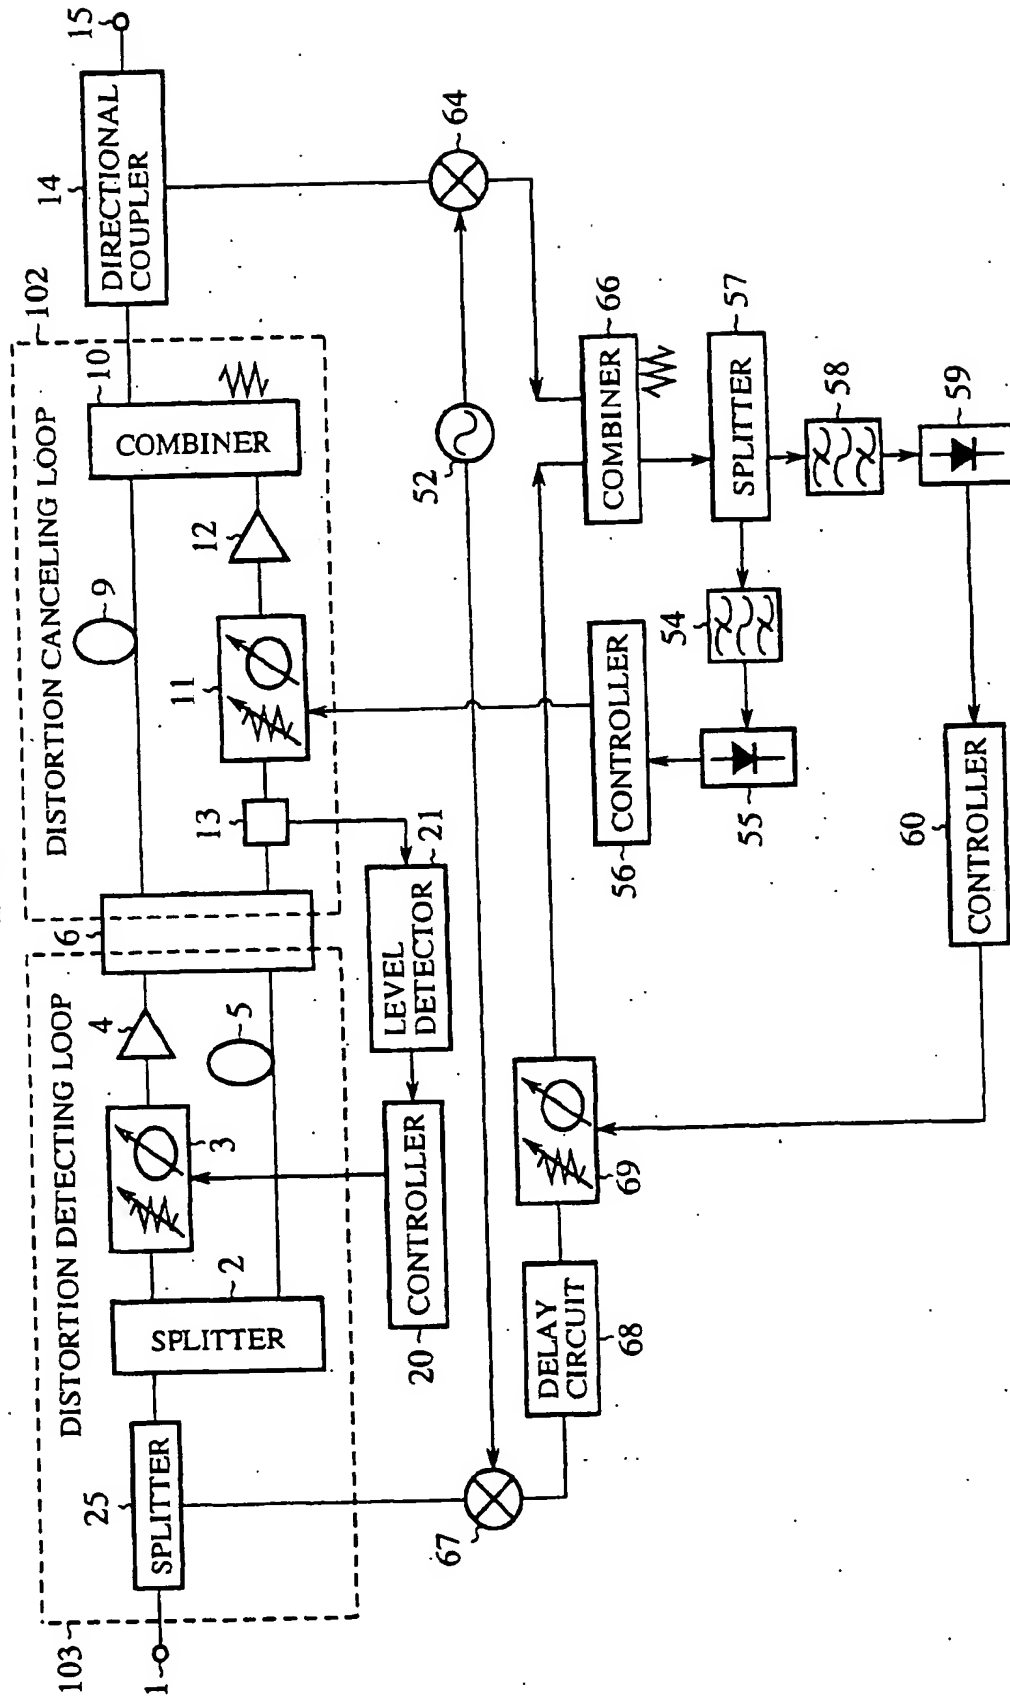 103
DISTORTION DETECTING LOOP
DISTORTION CANCELING LOOP
102
1
25
SPLITTER
2
SPLITTER
3
4
5
6
9
13
11
12
10
COMBINER
14
DIRECTIONAL
COUPLER
15
20
CONTROLLER
21
LEVEL
DETECTOR
52
64
67
68
DELAY
CIRCUIT
69
66
COMBINER
57
SPLITTER
54
55
56
CONTROLLER
58
59
60
CONTROLLER